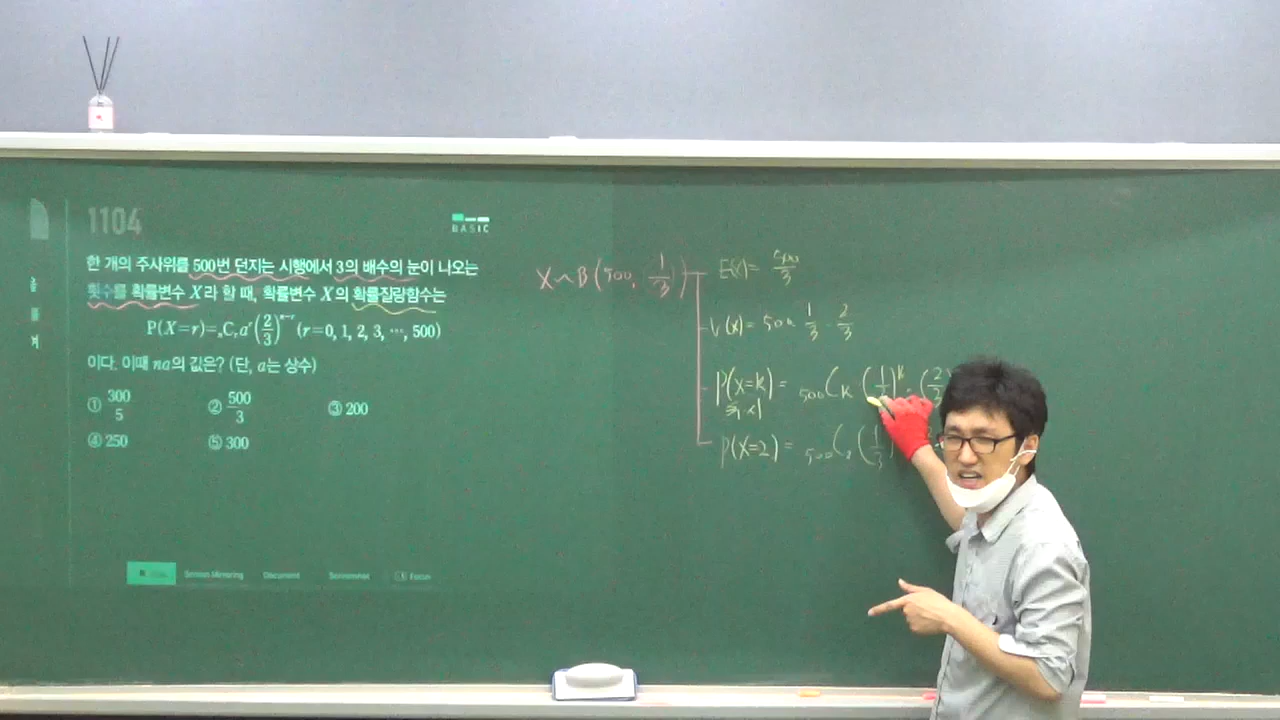 1104
BASIC
한 개의 주사위를 500번 던지는 시행에서 3의 배수의 눈이 나오는
횟수를 확률변수 X라 할 때, 확률변수 X의 확률질량함수는
P(X=r)=ₙCᵣaʳ(2/3)ⁿ⁻ʳ (r=0, 1, 2, 3, ⋯, 500)
이다. 이때 na의 값은? (단, a는 상수)
① 300/5 ② 500/3 ③ 200
④ 250 ⑤ 300
Screen Mirroring Document Screenshot Focus
X~B(500, 1/3)
E(X)= 500/3
V(X)= 500 · 1/3 · 2/3
P(X=k)= ₅₀₀Cₖ (1/3)ᵏ ·
P(X=2)= ₅₀₀C₂ (1/3)